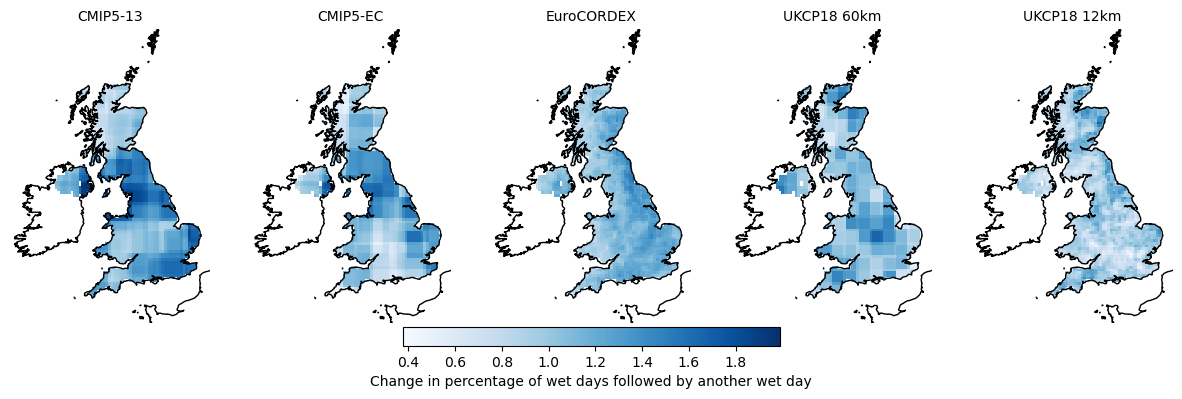 CMIP5-13
CMIP5-EC
EuroCORDEX
UKCP18 60km
UKCP18 12km
0.4 0.6 0.8 1.0 1.2 1.4 1.6 1.8
Change in percentage of wet days followed by another wet day